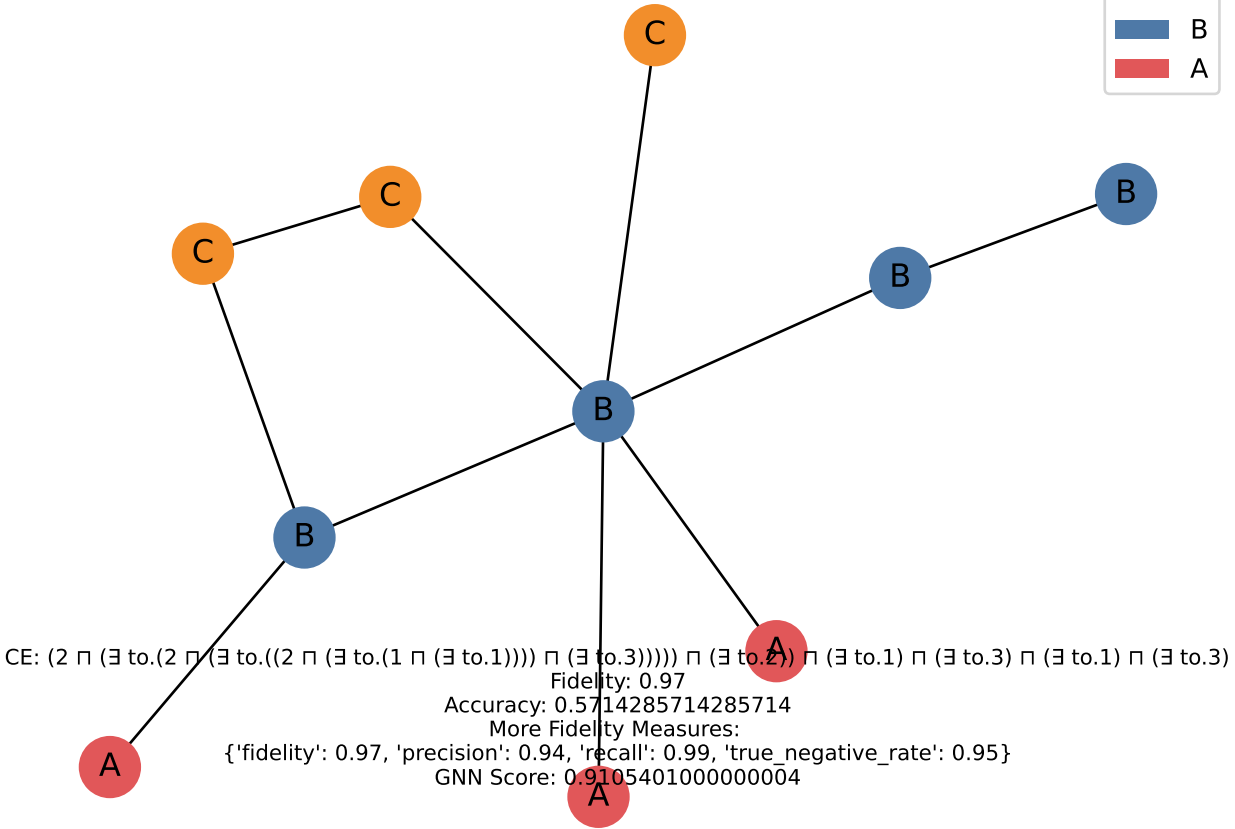 C
B
A
C
B
C
B
B
B
A
CE: (2 ⊓ (∃ to.(2 ⊓ (∃ to.((2 ⊓ (∃ to.(1 ⊓ (∃ to.1)))) ⊓ (∃ to.3))))) ⊓ (∃ to.2)) ⊓ (∃ to.1) ⊓ (∃ to.3) ⊓ (∃ to.1) ⊓ (∃ to.3)
Fidelity: 0.97
Accuracy: 0.5714285714285714
More Fidelity Measures:
{'fidelity': 0.97, 'precision': 0.94, 'recall': 0.99, 'true_negative_rate': 0.95}
A
GNN Score: 0.9105401000000004
A